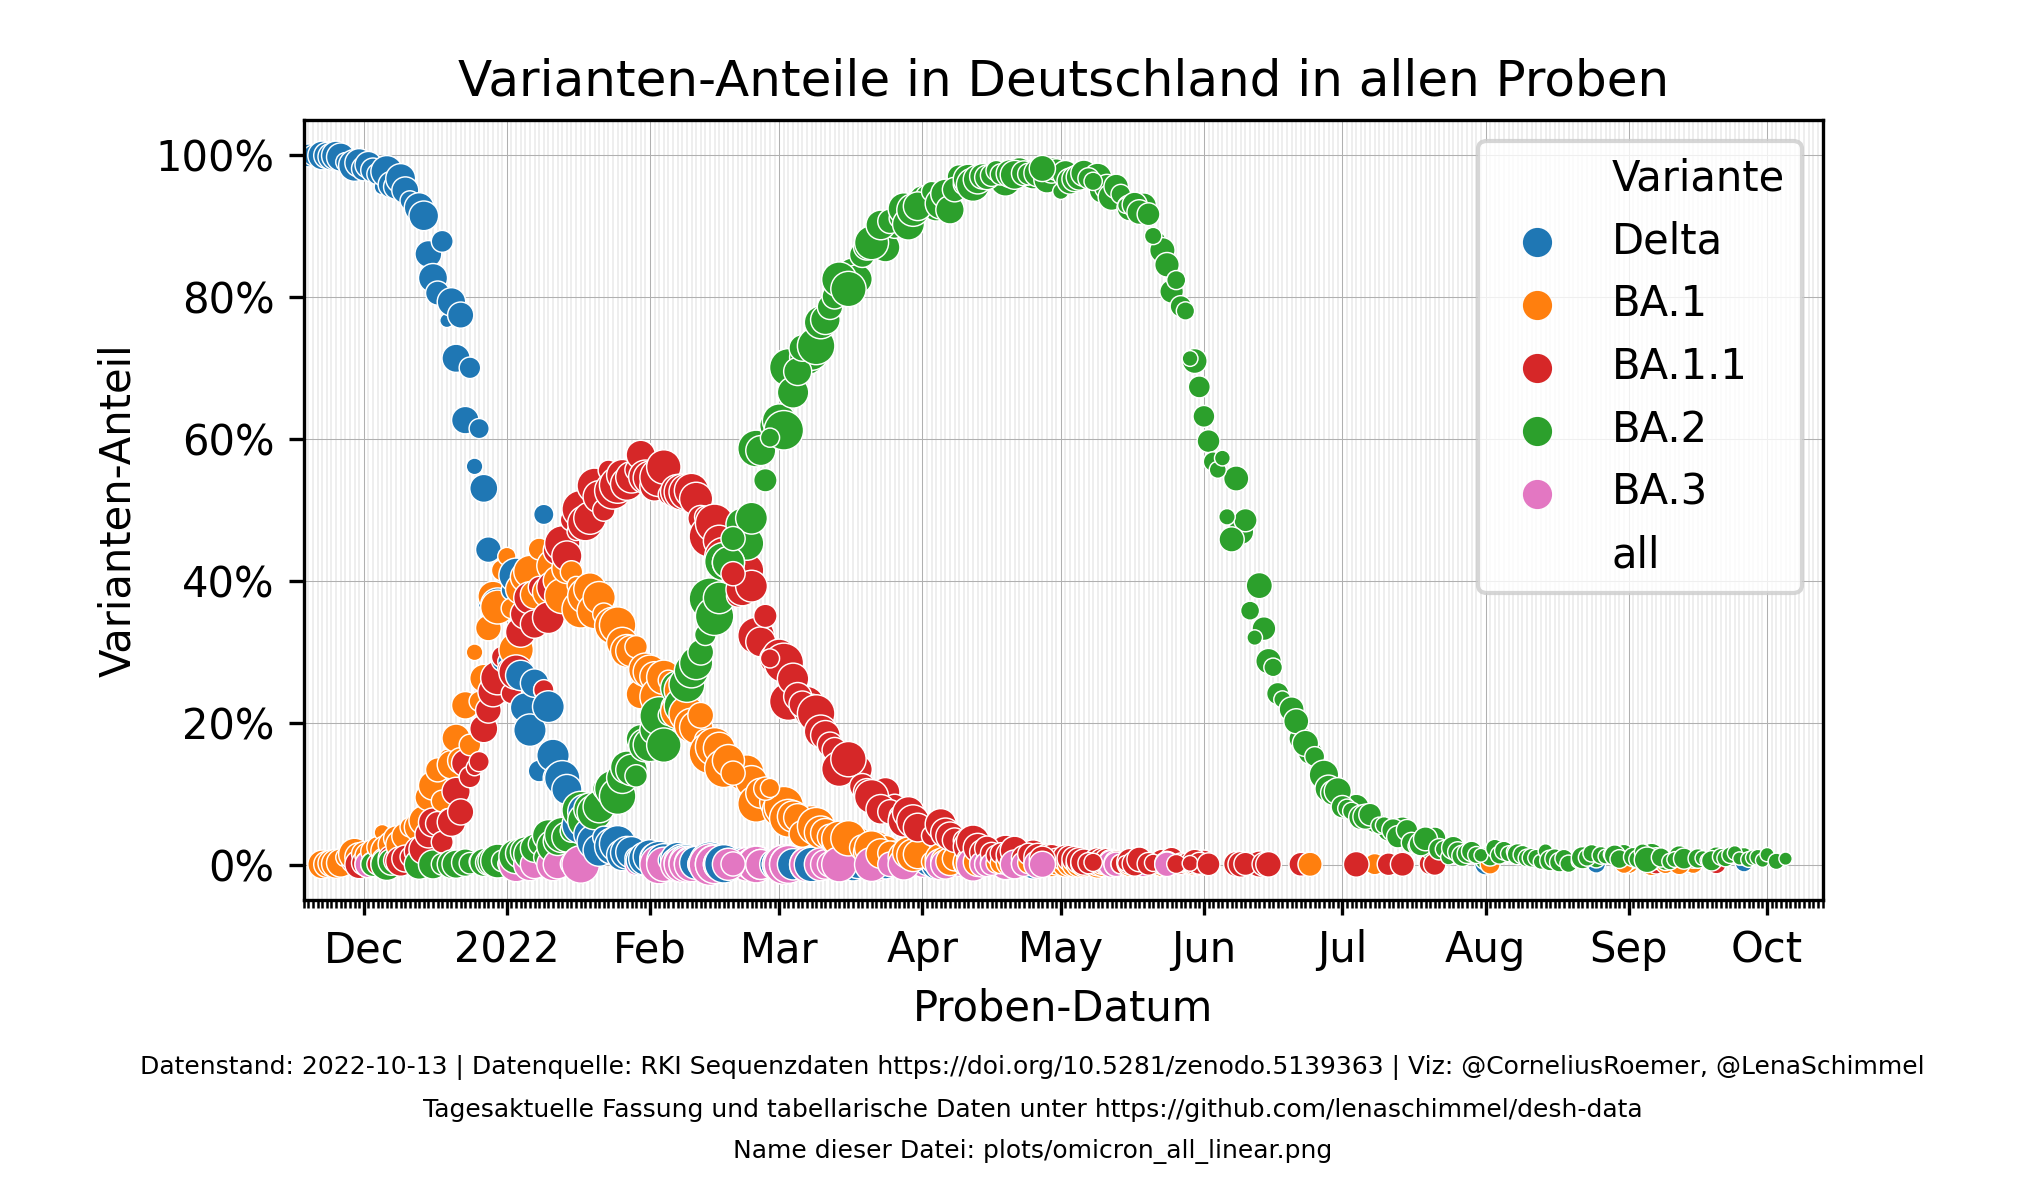 Varianten-Anteile in Deutschland in allen Proben
100%
80%
60%
40%
20%
0%
Varianten-Anteil
Variante
Delta
BA.1
BA.1.1
BA.2
BA.3
all
Dec 2022 Feb Mar Apr May Jun Jul Aug Sep Oct
Proben-Datum
Datenstand: 2022-10-13 | Datenquelle: RKI Sequenzdaten https://doi.org/10.5281/zenodo.5139363 | Viz: @CorneliusRoemer, @LenaSchimmel
Tagesaktuelle Fassung und tabellarische Daten unter https://github.com/lenaschimmel/desh-data
Name dieser Datei: plots/omicron_all_linear.png